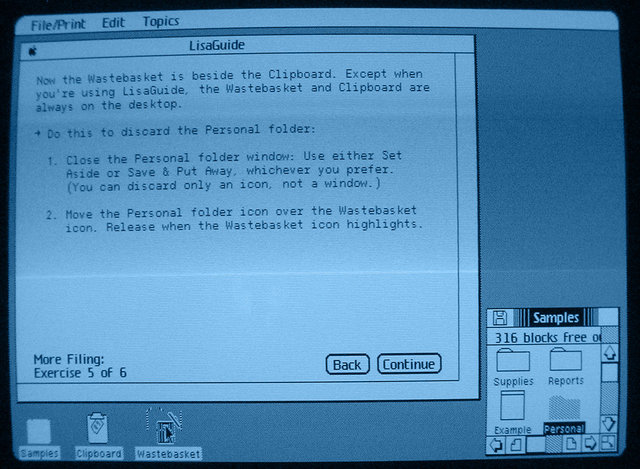 File/Print Edit Topics
LisaGuide
Now the Wastebasket is beside the Clipboard. Except when
you're using LisaGuide, the Wastebasket and Clipboard are
always on the desktop.
→ Do this to discard the Personal folder:
1. Close the Personal folder window: Use either Set
Aside or Save & Put Away, whichever you prefer.
(You can discard only an icon, not a window.)
2. Move the Personal folder icon over the Wastebasket
icon. Release when the Wastebasket icon highlights.
More Filing:
Exercise 5 of 6
Back Continue
Samples
316 blocks free o
Supplies Reports
Example Personal
Samples Clipboard Wastebasket